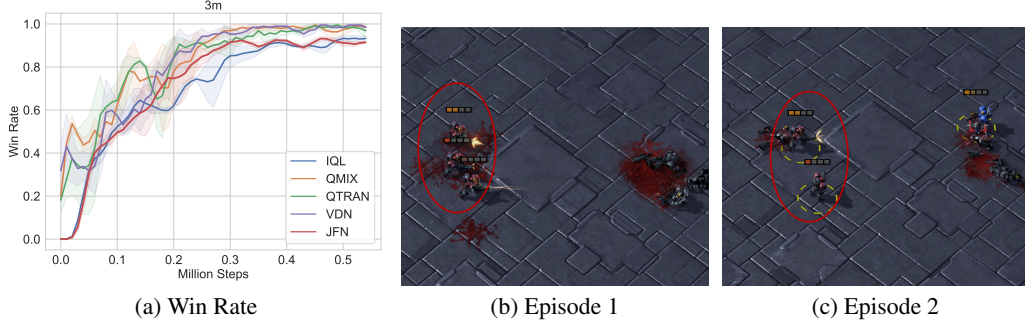 3m
Win Rate
1.0
0.8
0.6
0.4
0.2
0.0
IQL
QMIX
QTRAN
VDN
JFN
0.0 0.1 0.2 0.3 0.4 0.5
Million Steps
(a) Win Rate
(b) Episode 1
(c) Episode 2